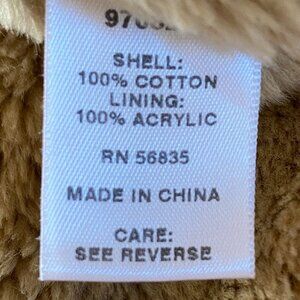 SHELL:
100% COTTON
LINING:
100% ACRYLIC
RN 56835
MADE IN CHINA
CARE:
SEE REVERSE